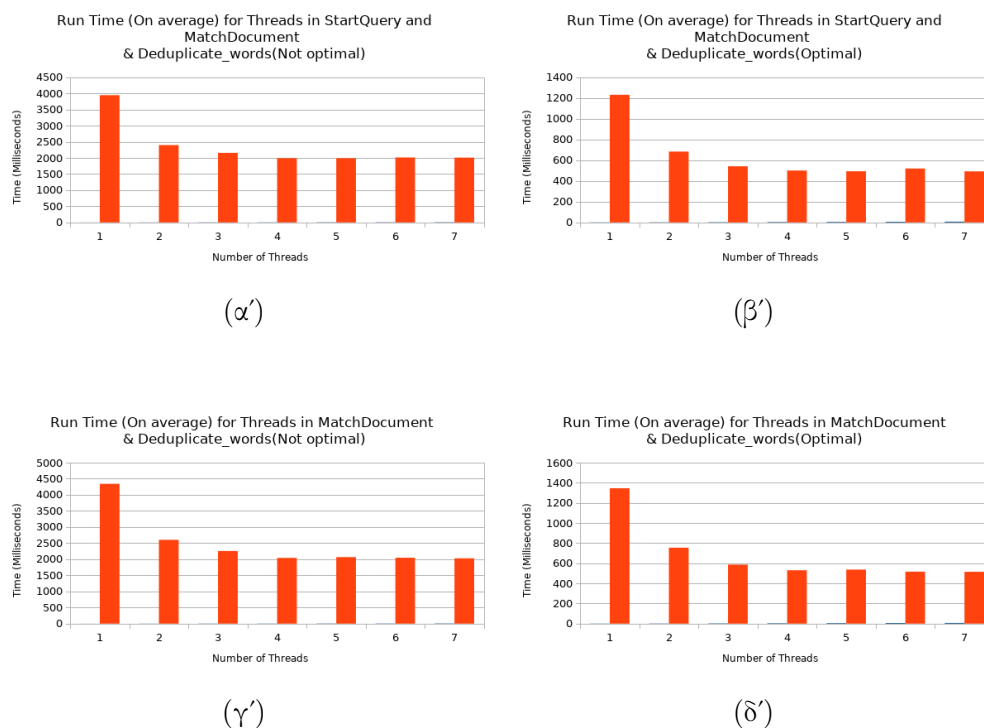 Run Time (On average) for Threads in StartQuery and
MatchDocument
& Deduplicate_words(Not optimal)
Time (Milliseconds)
4500
4000
3500
3000
2500
2000
1500
1000
500
0
1 2 3 4 5 6 7
Number of Threads
(α′)
Run Time (On average) for Threads in StartQuery and
MatchDocument
& Deduplicate_words(Optimal)
Time (Milliseconds)
1400
1200
1000
800
600
400
200
0
1 2 3 4 5 6 7
Number of Threads
(β′)
Run Time (On average) for Threads in MatchDocument
& Deduplicate_words(Not optimal)
Time (Milliseconds)
5000
4500
4000
3500
3000
2500
2000
1500
1000
500
0
1 2 3 4 5 6 7
Number of Threads
(γ′)
Run Time (On average) for Threads in MatchDocument
& Deduplicate_words(Optimal)
Time (Milliseconds)
1600
1400
1200
1000
800
600
400
200
0
1 2 3 4 5 6 7
Number of Threads
(δ′)